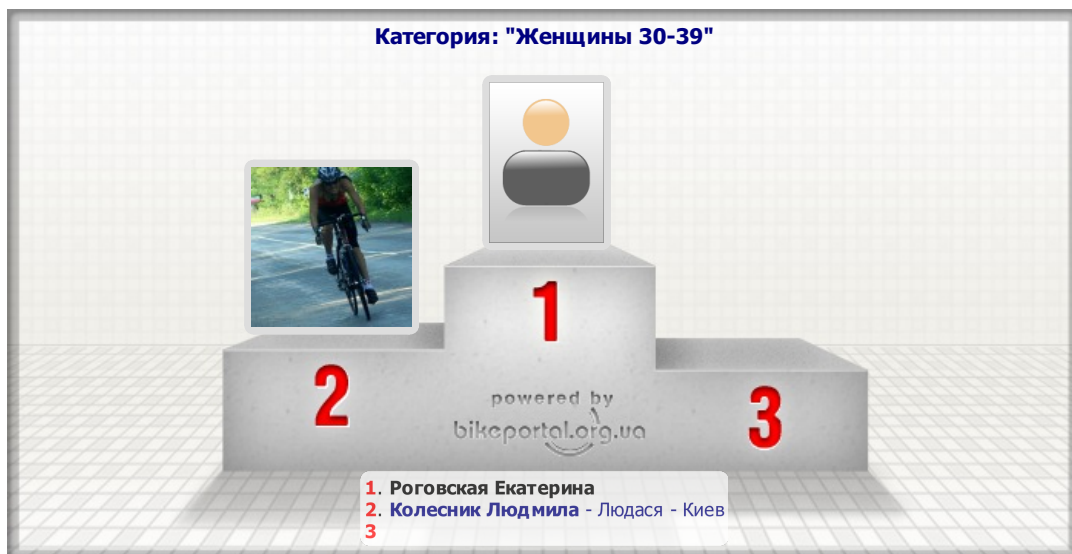 Категория: "Женщины 30-39"
1
2
3
powered by
bikeportal.org.ua
1. Роговская Екатерина
2. Колесник Людмила - Людася - Киев
3